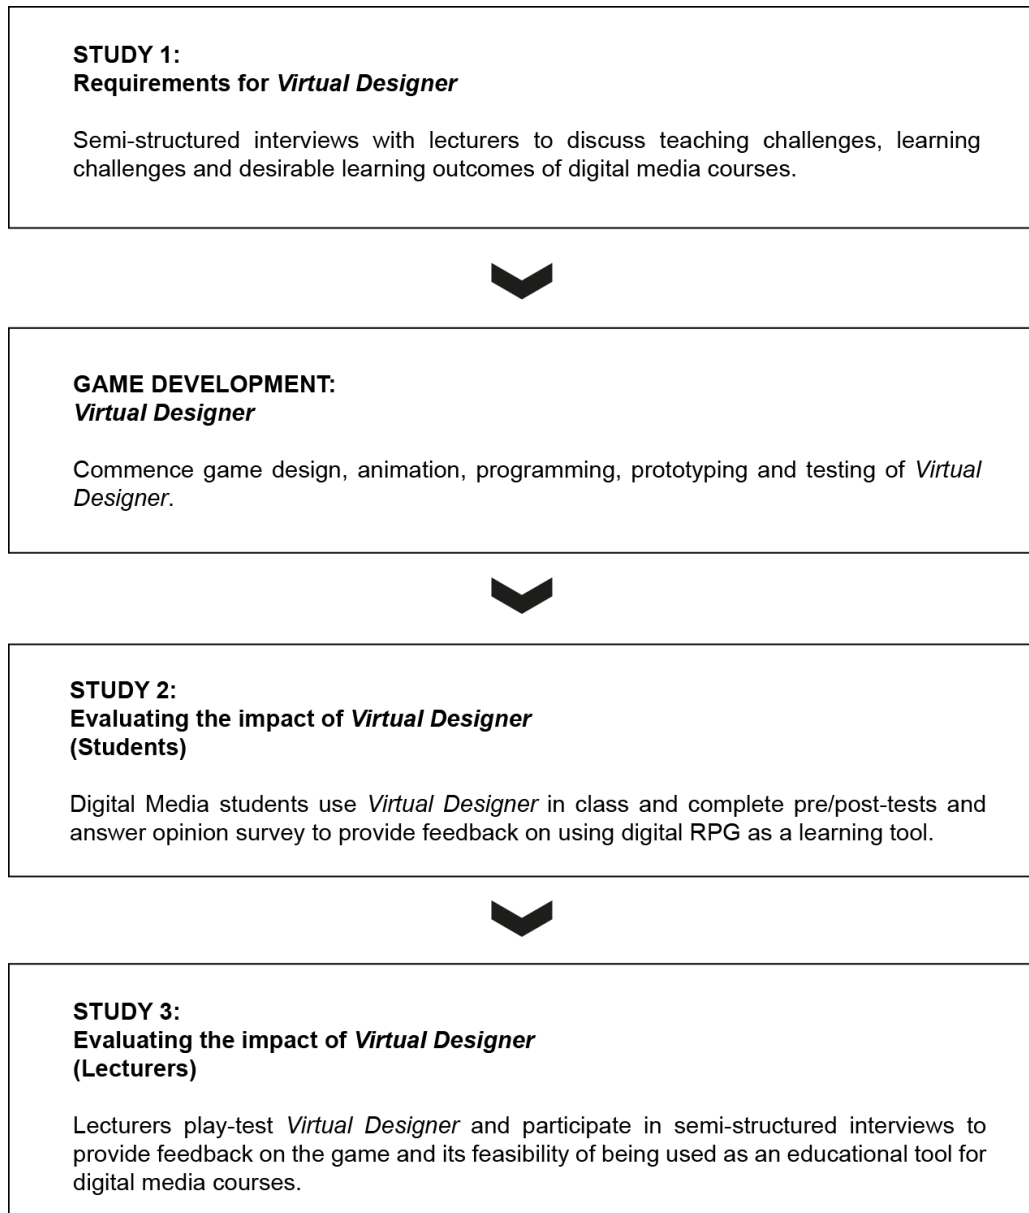 STUDY 1:
Requirements for Virtual Designer
Semi-structured interviews with lecturers to discuss teaching challenges, learning
challenges and desirable learning outcomes of digital media courses.
GAME DEVELOPMENT:
Virtual Designer
Commence game design, animation, programming, prototyping and testing of Virtual
Designer.
STUDY 2:
Evaluating the impact of Virtual Designer
(Students)
Digital Media students use Virtual Designer in class and complete pre/post-tests and
answer opinion survey to provide feedback on using digital RPG as a learning tool.
STUDY 3:
Evaluating the impact of Virtual Designer
(Lecturers)
Lecturers play-test Virtual Designer and participate in semi-structured interviews to
provide feedback on the game and its feasibility of being used as an educational tool for
digital media courses.